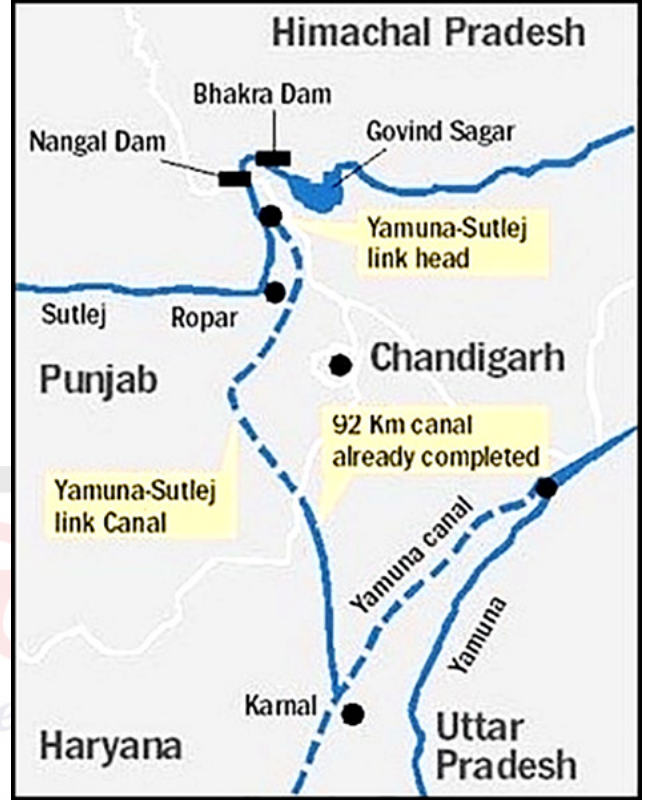 Himachal Pradesh
Bhakra Dam
Nangal Dam
Govind Sagar
Yamuna-Sutlej
link head
Sutlej
Ropar
Punjab
Chandigarh
92 Km canal
already completed
Yamuna-Sutlej
link Canal
Yamuna canal
Yamuna
Karnal
Haryana
Uttar
Pradesh